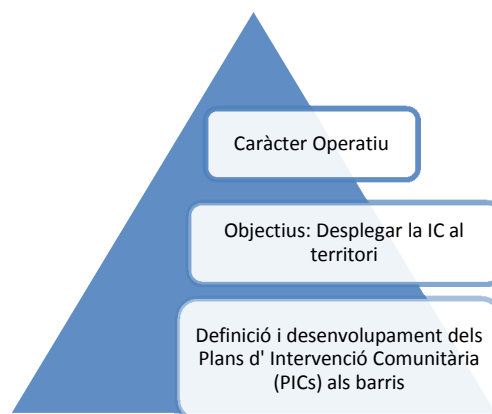 Caràcter Operatiu
Objectius: Desplegar la IC al
territori
Definició i desenvolupament dels
Plans d' Intervenció Comunitària
(PICs) als barris